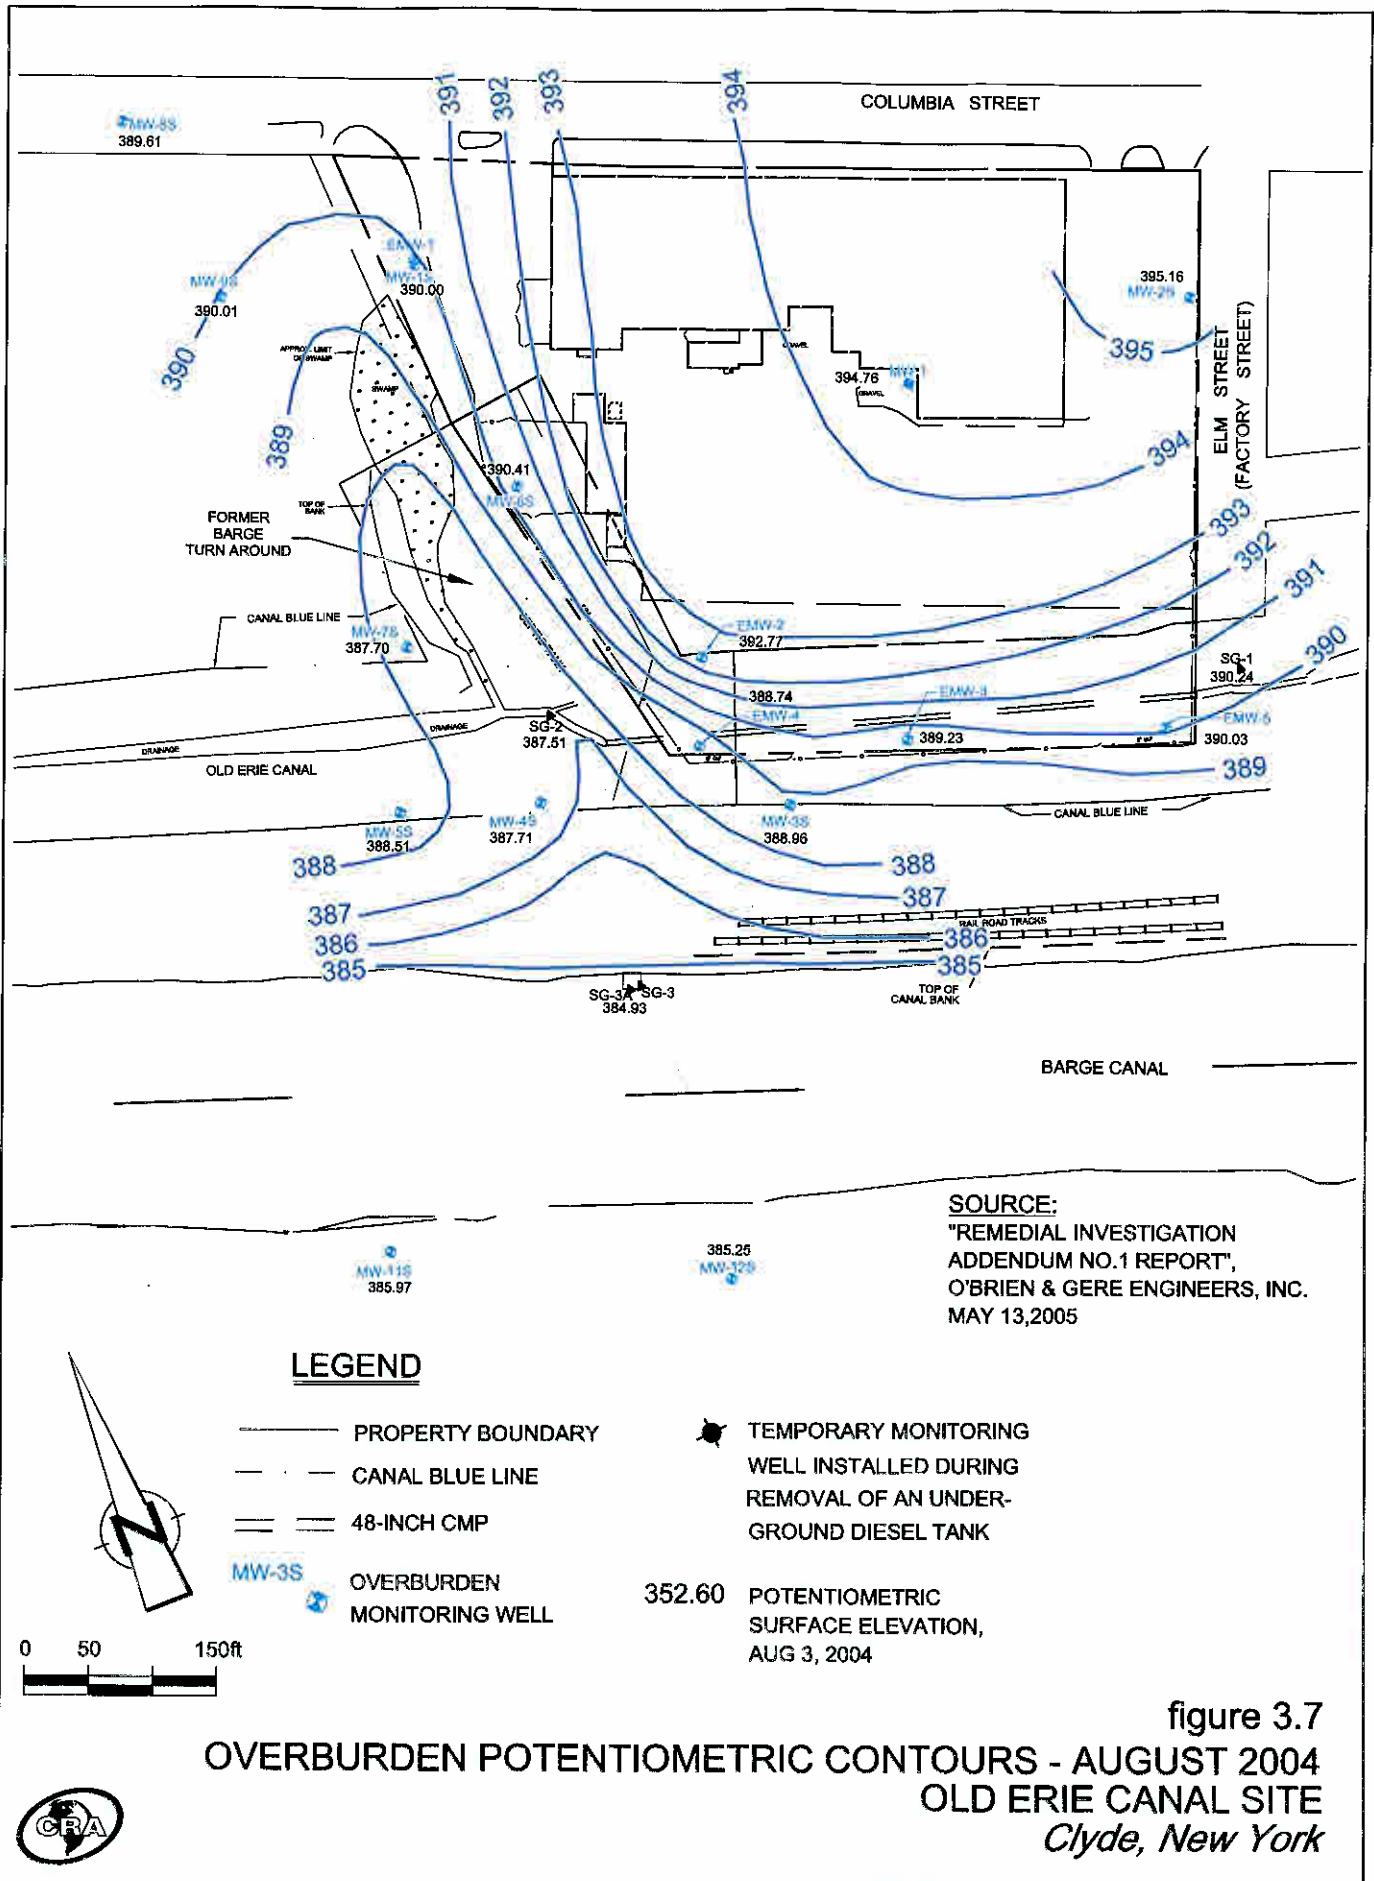 391
392
393
394
COLUMBIA STREET
MW-8S
389.61
EMW-1
MW-1S
390.00
MW-9S
390.01
395.16
MW-2S
395
ELM STREET
(FACTORY STREET)
390
APPROX. LIMIT
OF SWAMP
SWAMP
GRAVEL
394.76
MW-1
GRAVEL
389
394
390.41
MW-6S
TOP OF
BANK
FORMER
BARGE
TURN AROUND
393
392
391
390
CANAL BLUE LINE
MW-7S
387.70
EMW-2
392.77
SG-1
390.24
388.74
EMW-3
EMW-4
EMW-5
SG-2
387.51
389.23
390.03
DRAINAGE
DRAINAGE
OLD ERIE CANAL
389
CANAL BLUE LINE
MW-5S
388.51
MW-4S
387.71
MW-3S
388.96
388
388
387
387
386
386
385
385
RAIL ROAD TRACKS
TOP OF
CANAL BANK
SG-3A
SG-3
384.93
BARGE CANAL
MW-11S
385.97
385.25
MW-12S
SOURCE:
"REMEDIAL INVESTIGATION
ADDENDUM NO.1 REPORT",
O'BRIEN & GERE ENGINEERS, INC.
MAY 13,2005
LEGEND
PROPERTY BOUNDARY
CANAL BLUE LINE
48-INCH CMP
MW-3S
OVERBURDEN
MONITORING WELL
TEMPORARY MONITORING
WELL INSTALLED DURING
REMOVAL OF AN UNDER-
GROUND DIESEL TANK
352.60
POTENTIOMETRIC
SURFACE ELEVATION,
AUG 3, 2004
N
0 50 150ft
figure 3.7
OVERBURDEN POTENTIOMETRIC CONTOURS - AUGUST 2004
OLD ERIE CANAL SITE
Clyde, New York
CRA